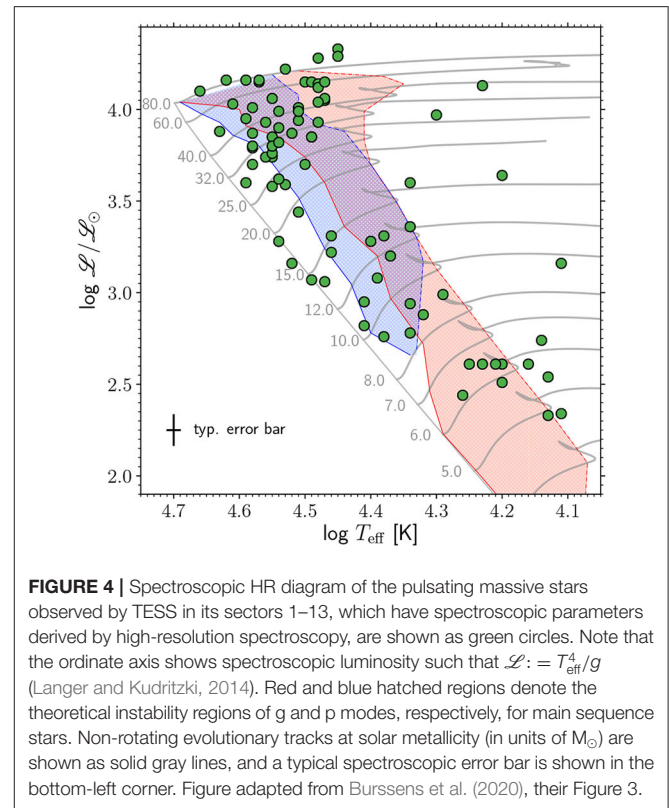 log ℒ/ℒ⊙
4.0
3.5
3.0
2.5
2.0
80.0
60.0
40.0
32.0
25.0
20.0
15.0
12.0
10.0
8.0
7.0
6.0
5.0
typ. error bar
4.7 4.6 4.5 4.4 4.3 4.2 4.1
log Teff [K]
FIGURE 4 | Spectroscopic HR diagram of the pulsating massive stars
observed by TESS in its sectors 1–13, which have spectroscopic parameters
derived by high-resolution spectroscopy, are shown as green circles. Note that
the ordinate axis shows spectroscopic luminosity such that ℒ: = T⁴eff/g
(Langer and Kudritzki, 2014). Red and blue hatched regions denote the
theoretical instability regions of g and p modes, respectively, for main sequence
stars. Non-rotating evolutionary tracks at solar metallicity (in units of M⊙) are
shown as solid gray lines, and a typical spectroscopic error bar is shown in the
bottom-left corner. Figure adapted from Burssens et al. (2020), their Figure 3.